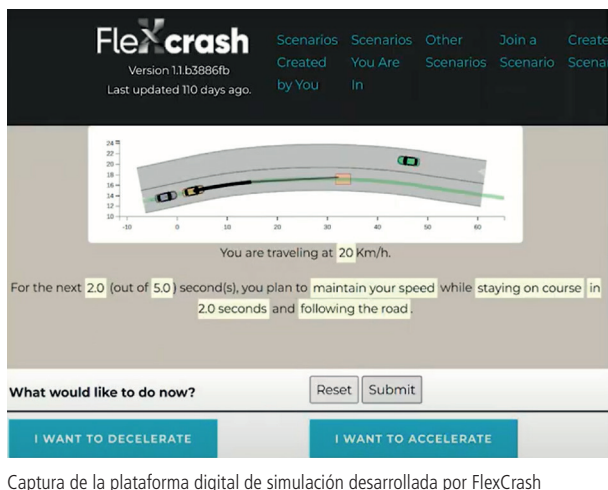 FleXcrash
Version 1.1.b3886fb
Last updated 110 days ago.
Scenarios Created by You
Scenarios You Are In
Other Scenarios
Join a Scenario
Create
24
22
20
18
16
14
12
10
-10 0 10 20 30 40 50 60
You are traveling at 20 Km/h.
For the next 2.0 (out of 5.0) second(s), you plan to maintain your speed while staying on course in
2.0 seconds and following the road.
What would like to do now?
Reset Submit
I WANT TO DECELERATE
I WANT TO ACCELERATE
Captura de la plataforma digital de simulación desarrollada por FlexCrash